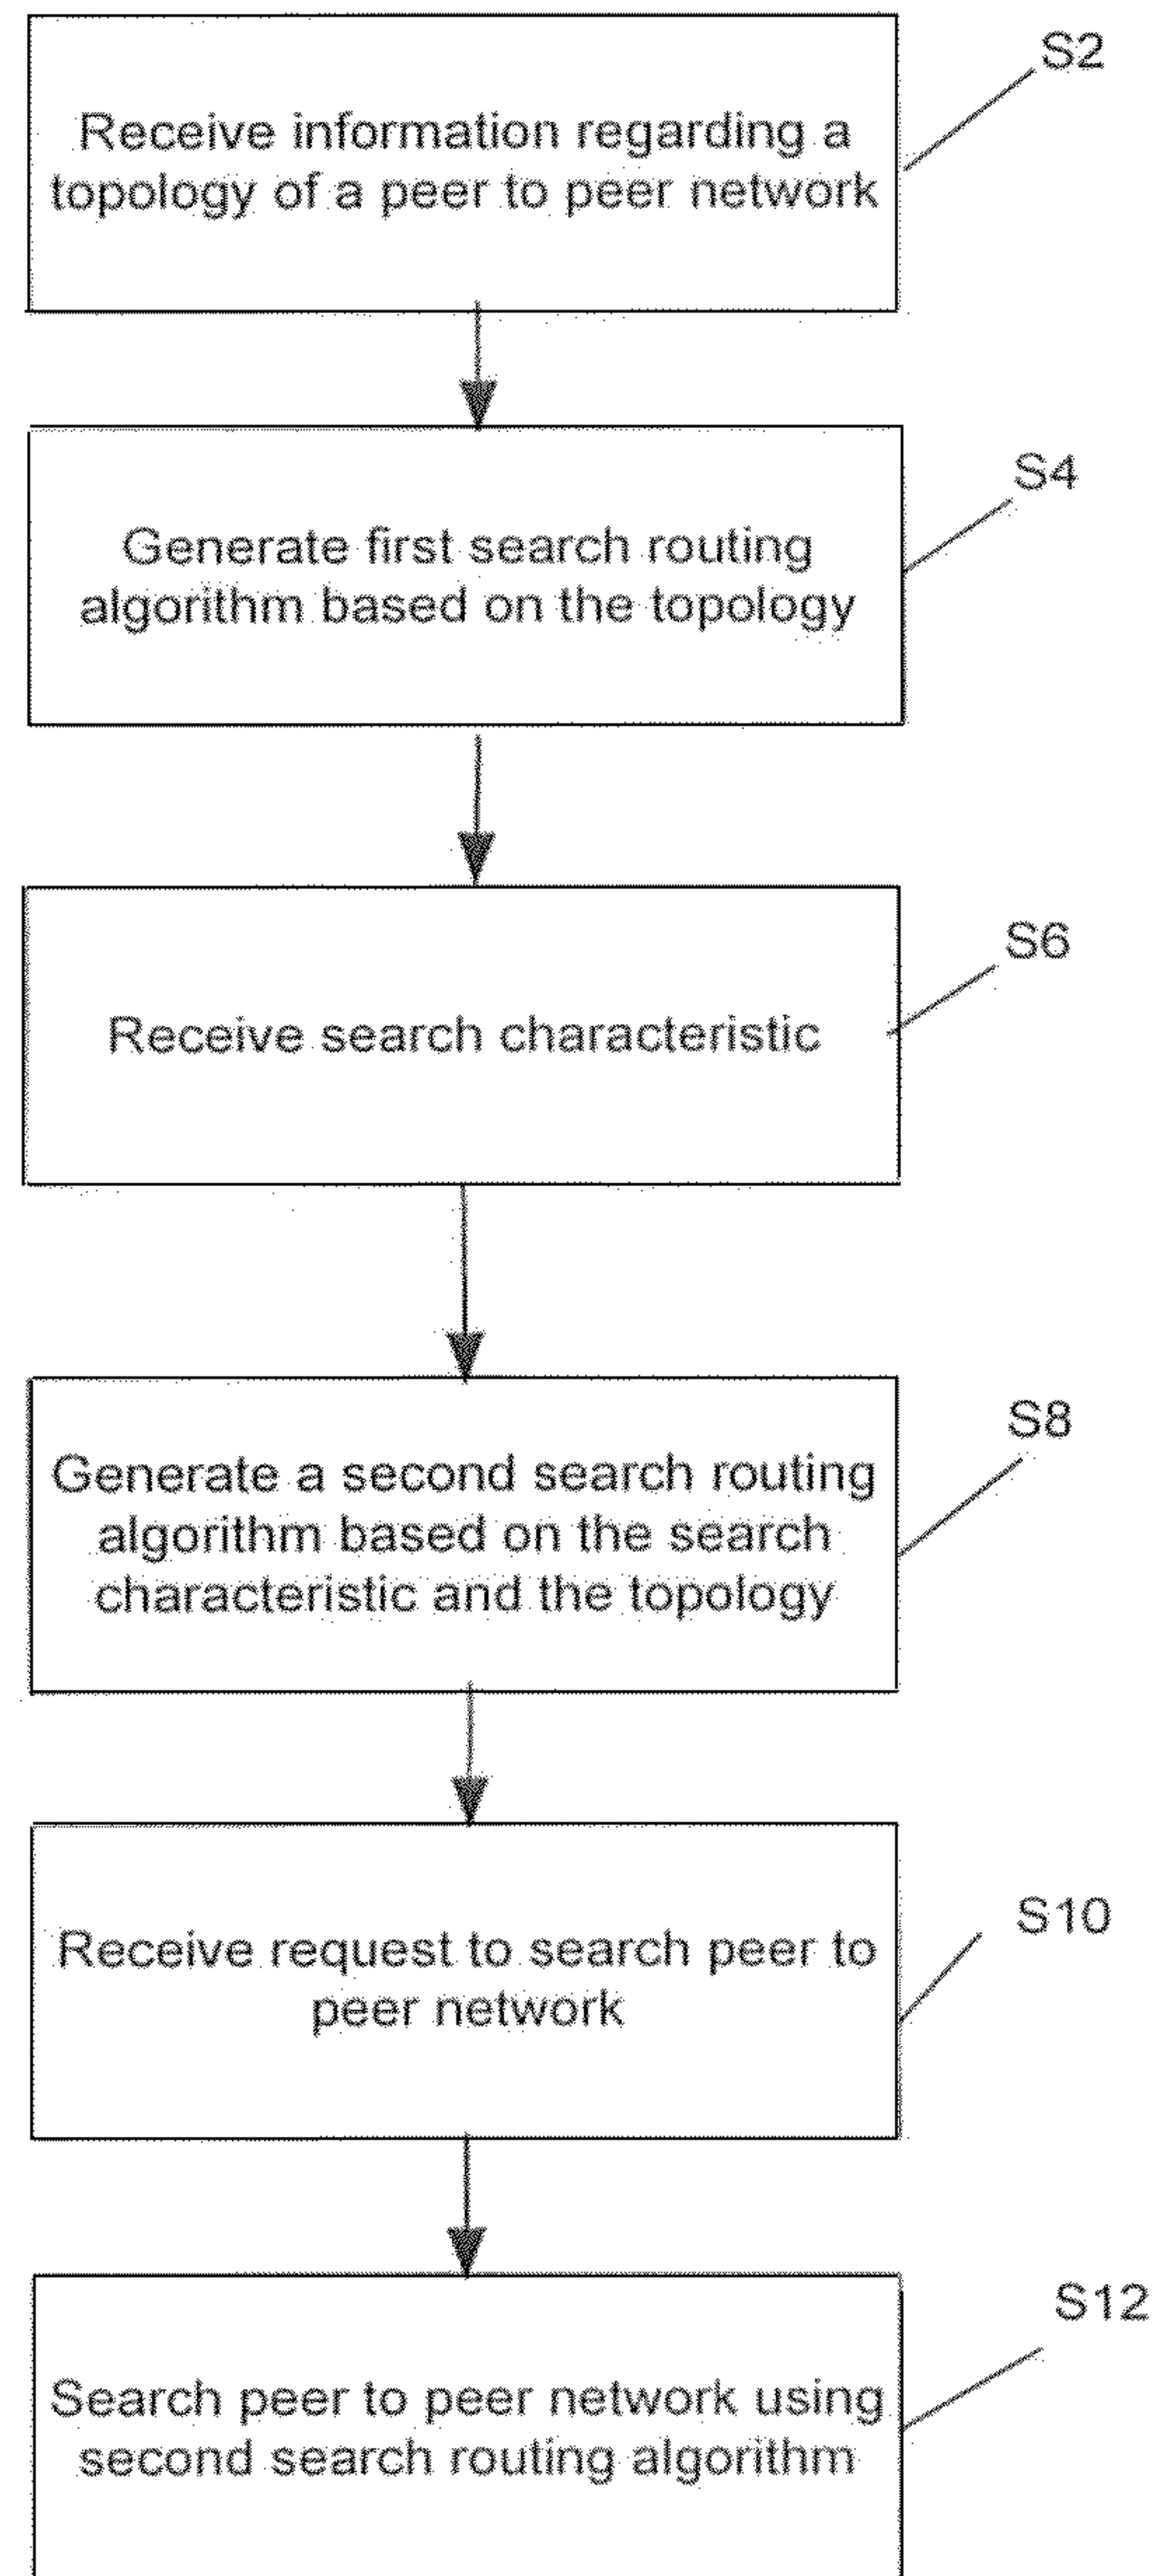 S2
Receive information regarding a
topology of a peer to peer network
S4
Generate first search routing
algorithm based on the topology
S6
Receive search characteristic
S8
Generate a second search routing
algorithm based on the search
characteristic and the topology
S10
Receive request to search peer to
peer network
S12
Search peer to peer network using
second search routing algorithm